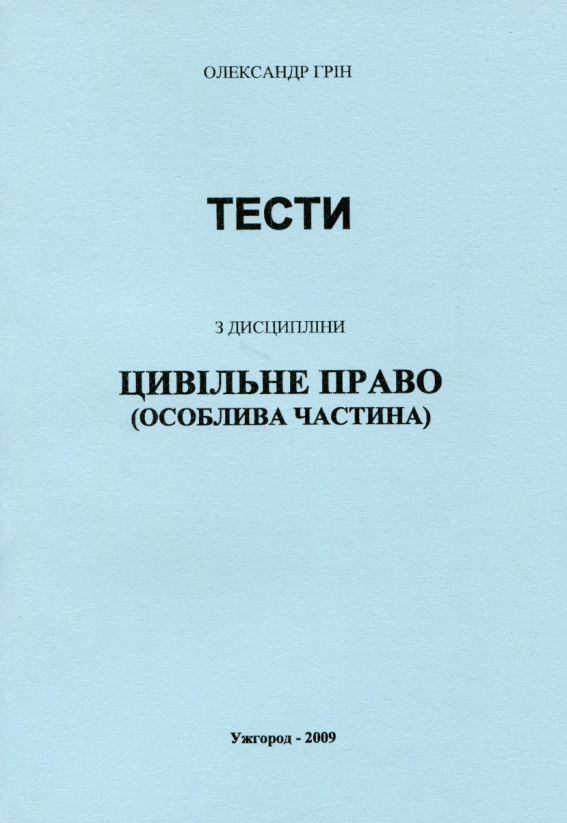 ОЛЕКСАНДР ГРІН
ТЕСТИ
З ДИСЦИПЛІНИ
ЦИВІЛЬНЕ ПРАВО
(ОСОБЛИВА ЧАСТИНА)
Ужгород - 2009